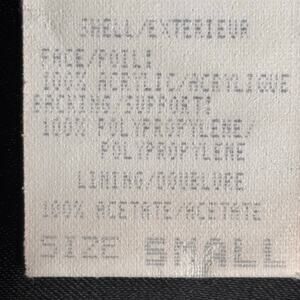 SHELL/EXTERIEUR
FACE/POIL:
100% ACRYLIC/ACRYLIQUE
BACKING/SUPPORT:
100% POLYPROPYLENE/
POLYPROPYLENE
LINING/DOUBLURE
100% ACETATE/ACETATE
SIZE SMALL